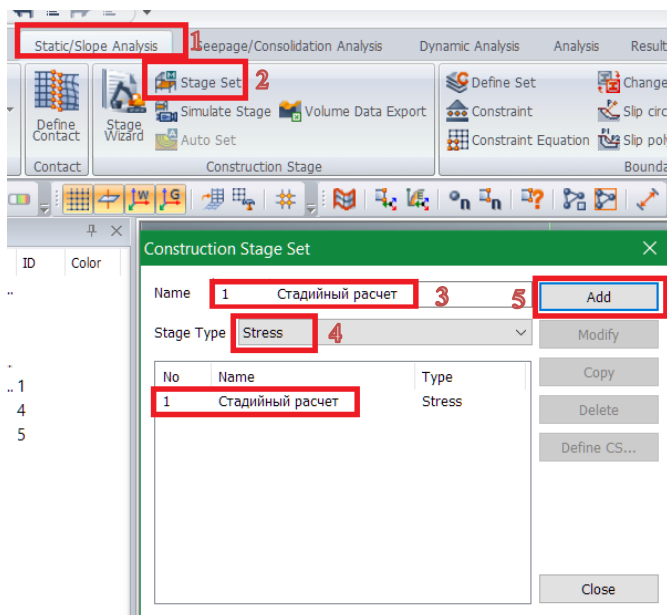 Static/Slope Analysis 1 Seepage/Consolidation Analysis Dynamic Analysis Analysis Result
Stage Set 2 Define Set Change
Define Contact Stage Wizard Simulate Stage Volume Data Export Constraint Slip circ
Auto Set Constraint Equation Slip poly
Contact Construction Stage Bounda
W G n n ?
ID Color
Construction Stage Set
Name 1 Стадийный расчет 3 5 Add
Stage Type Stress 4 Modify
No Name Type Copy
1 Стадийный расчет Stress Delete
.. 1
4
5
Define CS...
Close